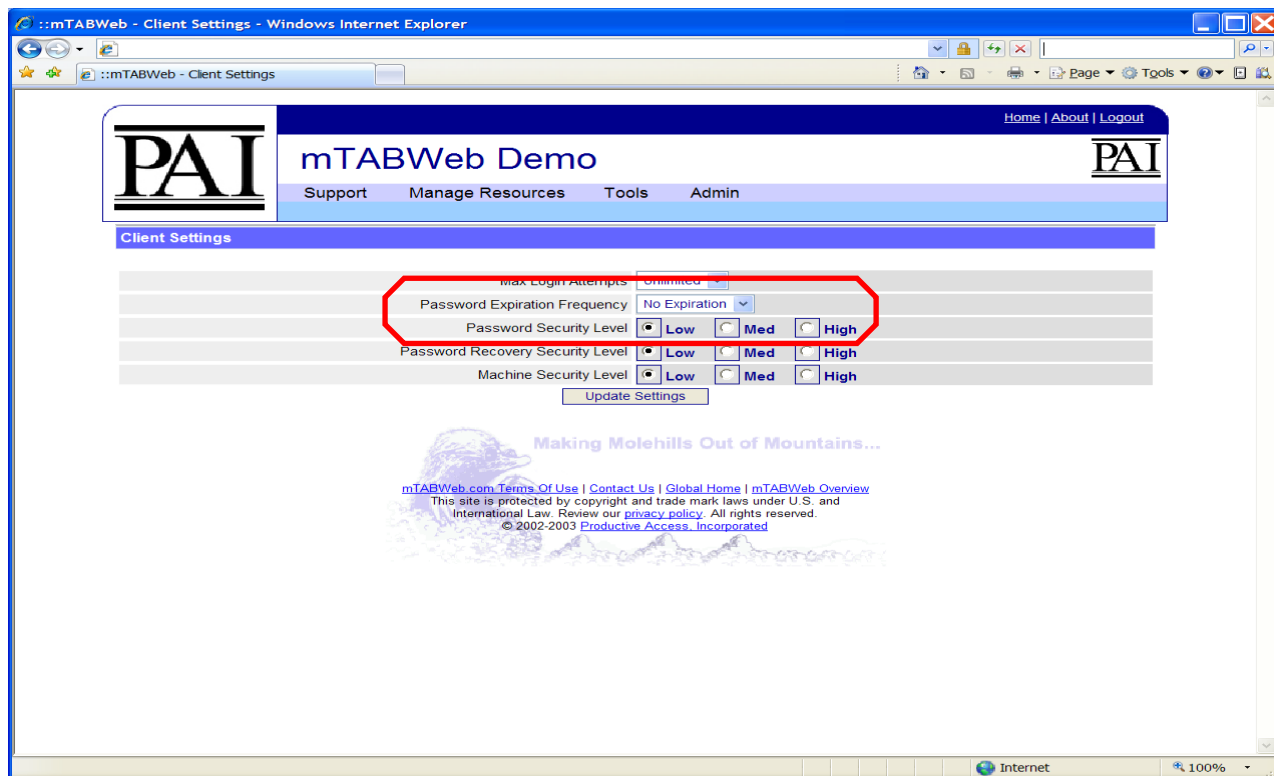 ::mTABWeb - Client Settings - Windows Internet Explorer
::mTABWeb - Client Settings
Page
Tools
Home | About | Logout
PAI
mTABWeb Demo
PAI
Support Manage Resources Tools Admin
Client Settings
Max Login Attempts Unlimited
Password Expiration Frequency No Expiration
Password Security Level Low Med High
Password Recovery Security Level Low Med High
Machine Security Level Low Med High
Update Settings
Making Molehills Out of Mountains...
mTABWeb.com Terms Of Use | Contact Us | Global Home | mTABWeb Overview
This site is protected by copyright and trade mark laws under U.S. and
International Law. Review our privacy policy. All rights reserved.
© 2002-2003 Productive Access, Incorporated
Internet 100%